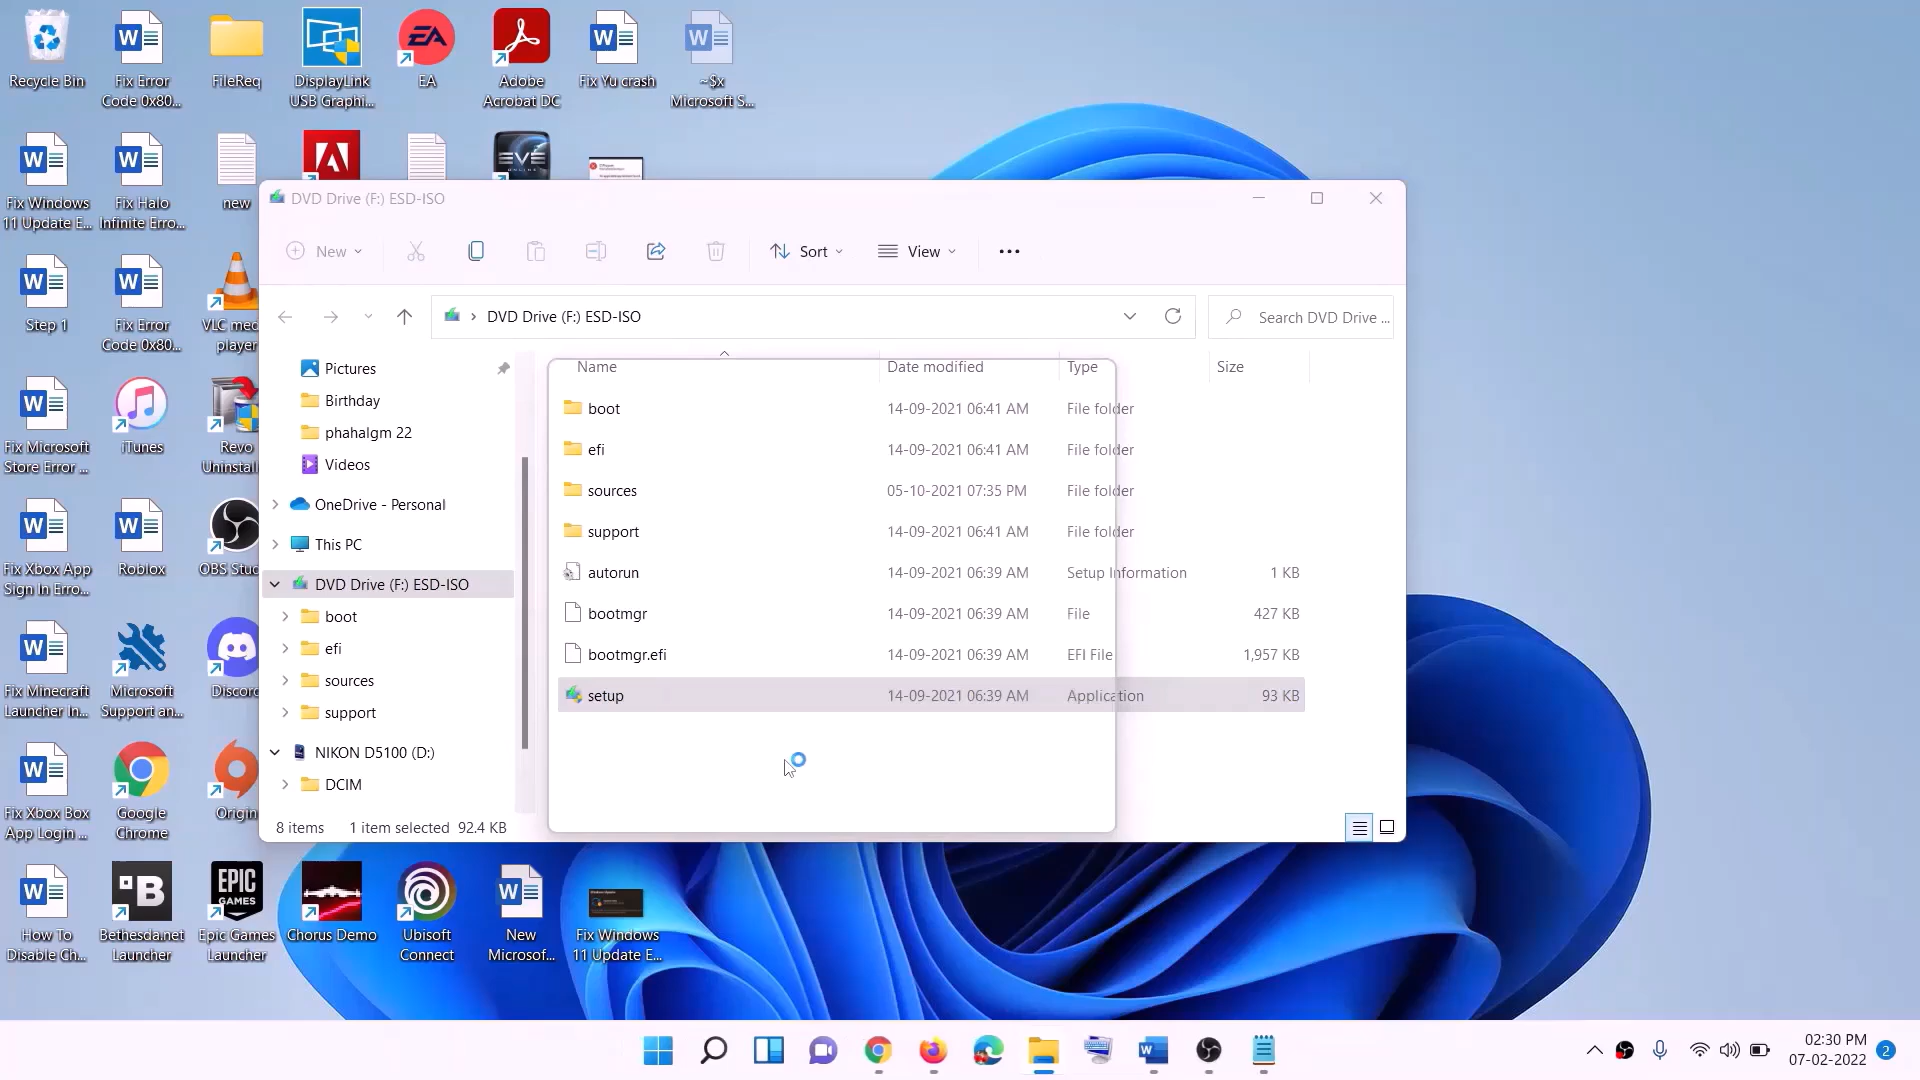 Recycle Bin
Fix Error
Code 0x80...
FileReq
DisplayLink
USB Graphi...
EA
Adobe
Acrobat DC
Fix Yu crash
~$x
Microsoft S...
Fix Windows
11 Update E...
Fix Halo
Infinite Erro...
new
EVE
ONLINE
DVD Drive (F:) ESD-ISO
New
Sort
View
DVD Drive (F:) ESD-ISO
Search DVD Drive ...
Step 1
Fix Error
Code 0x80...
VLC med
player
Pictures
Birthday
phahalgm 22
Videos
OneDrive - Personal
This PC
DVD Drive (F:) ESD-ISO
boot
efi
sources
support
NIKON D5100 (D:)
DCIM
Name Date modified Type Size
boot 14-09-2021 06:41 AM File folder
efi 14-09-2021 06:41 AM File folder
sources 05-10-2021 07:35 PM File folder
support 14-09-2021 06:41 AM File folder
autorun 14-09-2021 06:39 AM Setup Information 1 KB
bootmgr 14-09-2021 06:39 AM File 427 KB
bootmgr.efi 14-09-2021 06:39 AM EFI File 1,957 KB
setup 14-09-2021 06:39 AM Application 93 KB
8 items 1 item selected 92.4 KB
Fix Microsoft
Store Error ...
iTunes
Revo
Uninstall
Fix Xbox App
Sign In Erro...
Roblox
OBS Stud
Fix Minecraft
Launcher In...
Microsoft
Support an...
Discord
Fix Xbox Box
App Login ...
Google
Chrome
Origin
How To
Disable Ch...
Bethesda.net
Launcher
EPIC
GAMES
Epic Games
Launcher
Chorus Demo
Ubisoft
Connect
New
Microsof...
Fix Windows
11 Update E...
02:30 PM
07-02-2022
2